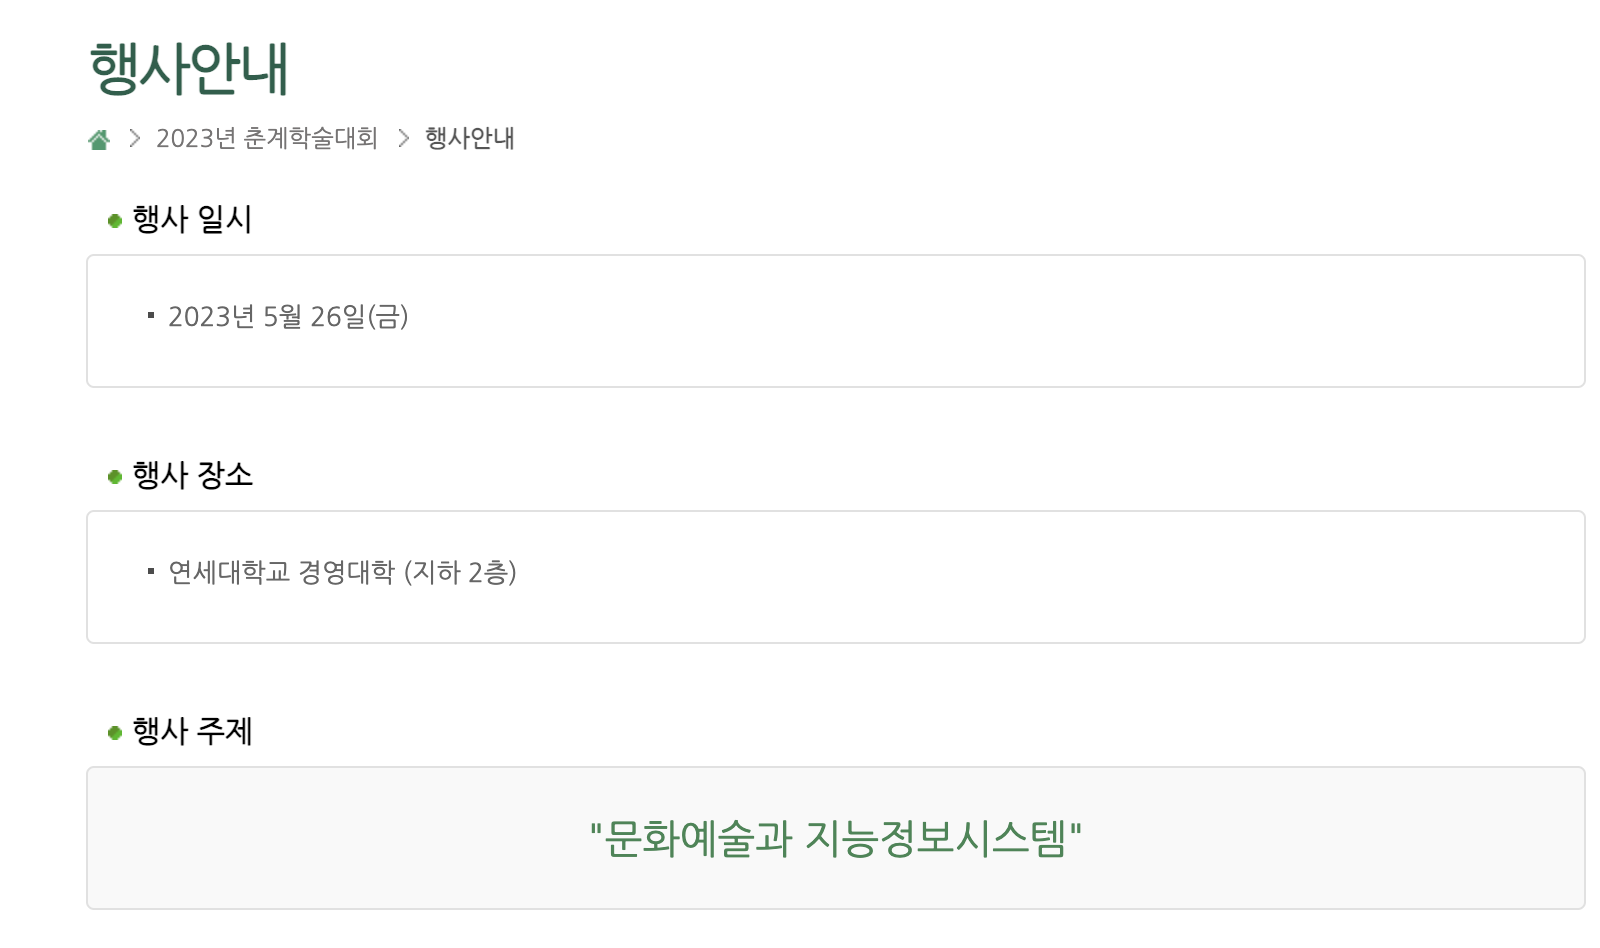 행사안내
2023년 춘계학술대회 > 행사안내
행사 일시
2023년 5월 26일(금)
행사 장소
연세대학교 경영대학 (지하 2층)
행사 주제
"문화예술과 지능정보시스템"